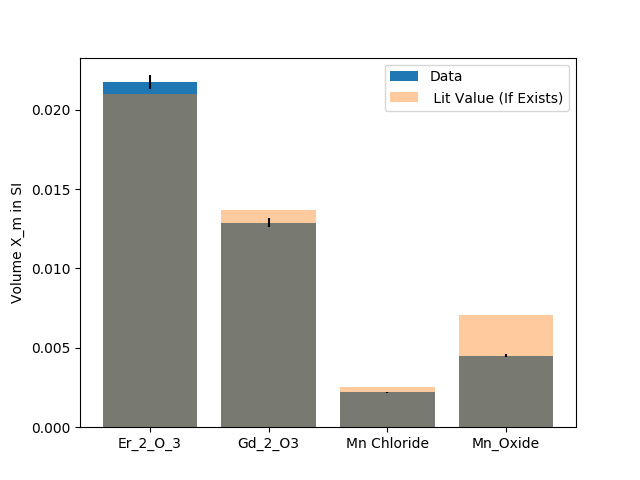 Data
Lit Value (If Exists)
Volume X_m in SI
0.020
0.015
0.010
0.005
0.000
Er_2_O_3
Gd_2_O3
Mn Chloride
Mn_Oxide